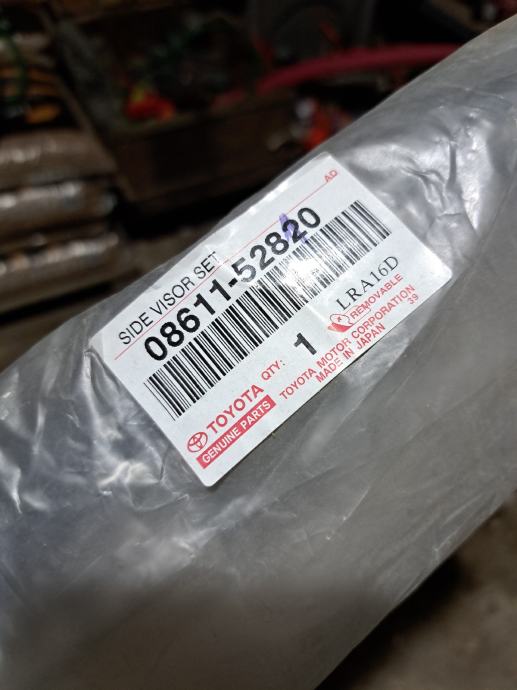 AD
SIDE VISOR SET
08611-52820
LRA16D
QTY: 1
REMOVABLE
TOYOTA
GENUINE PARTS
TOYOTA MOTOR CORPORATION
MADE IN JAPAN
39